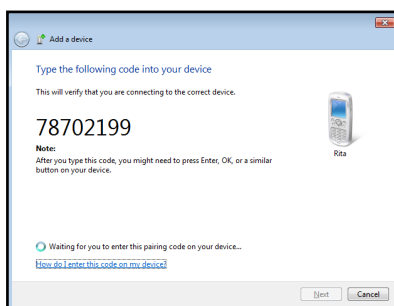 Add a device
Type the following code into your device
This will verify that you are connecting to the correct device.
78702199
Note:
After you type this code, you might need to press Enter, OK, or a similar
button on your device.
Rita
Waiting for you to enter this pairing code on your device...
How do I enter this code on my device?
Next Cancel